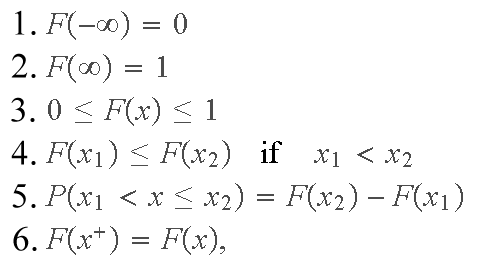 1. F(−∞) = 0
2. F(∞) = 1
3. 0 ≤ F(x) ≤ 1
4. F(x₁) ≤ F(x₂) if x₁ < x₂
5. P(x₁ < x ≤ x₂) = F(x₂) − F(x₁)
6. F(x⁺) = F(x),